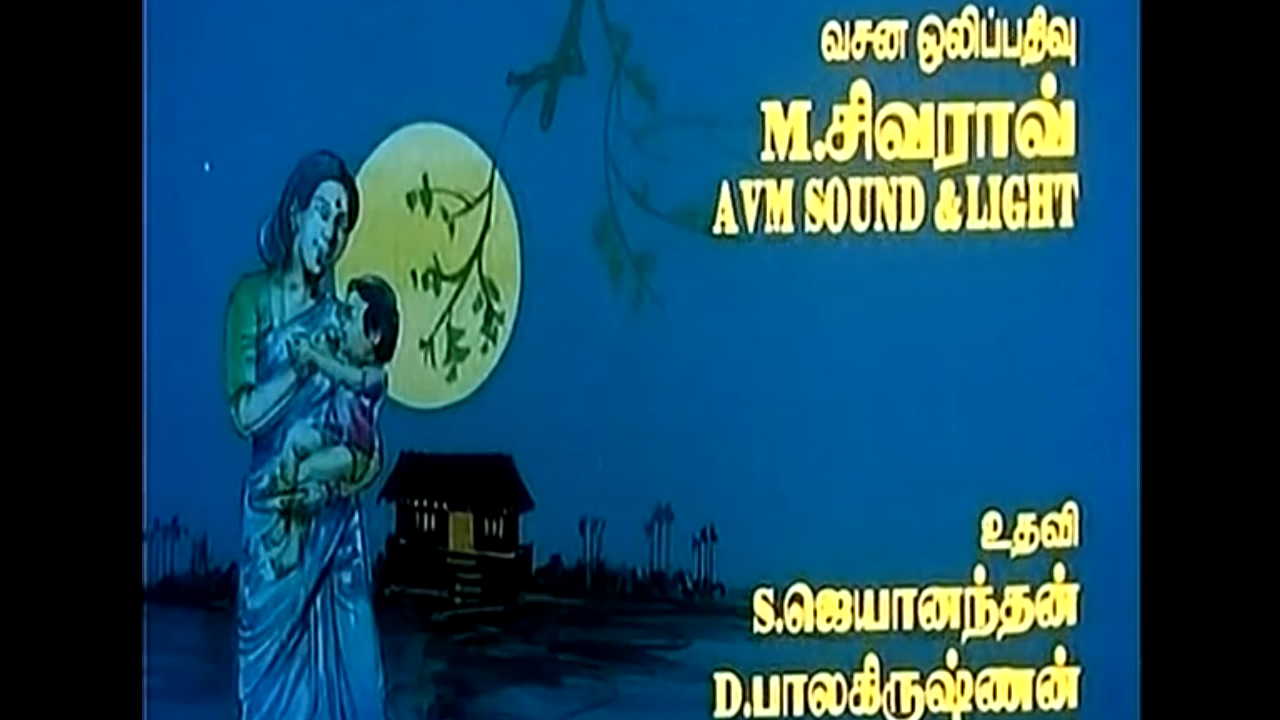 வசன ஒலிப்பதிவு
M.சிவராவ்
AVM SOUND & LIGHT
உதவி
S.ஜெயானந்தன்
D.பாலகிருஷ்ணன்